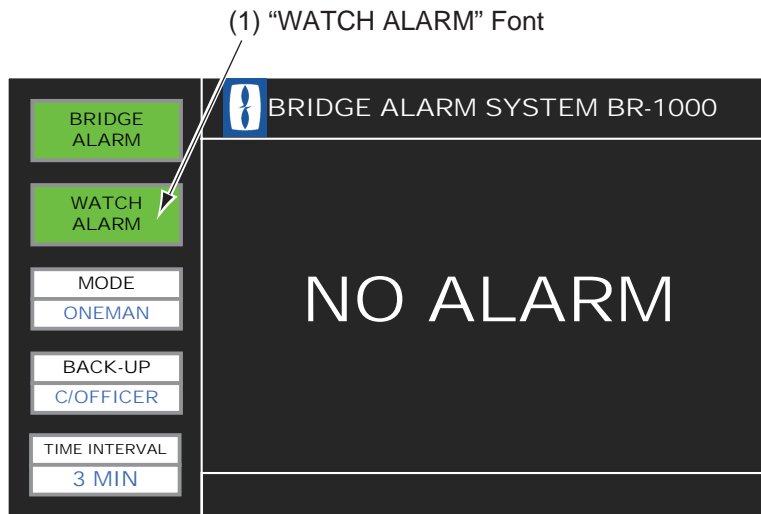 (1) “WATCH ALARM” Font
BRIDGE ALARM SYSTEM BR-1000
BRIDGE
ALARM
WATCH
ALARM
MODE
ONEMAN
BACK-UP
C/OFFICER
TIME INTERVAL
3 MIN
NO ALARM